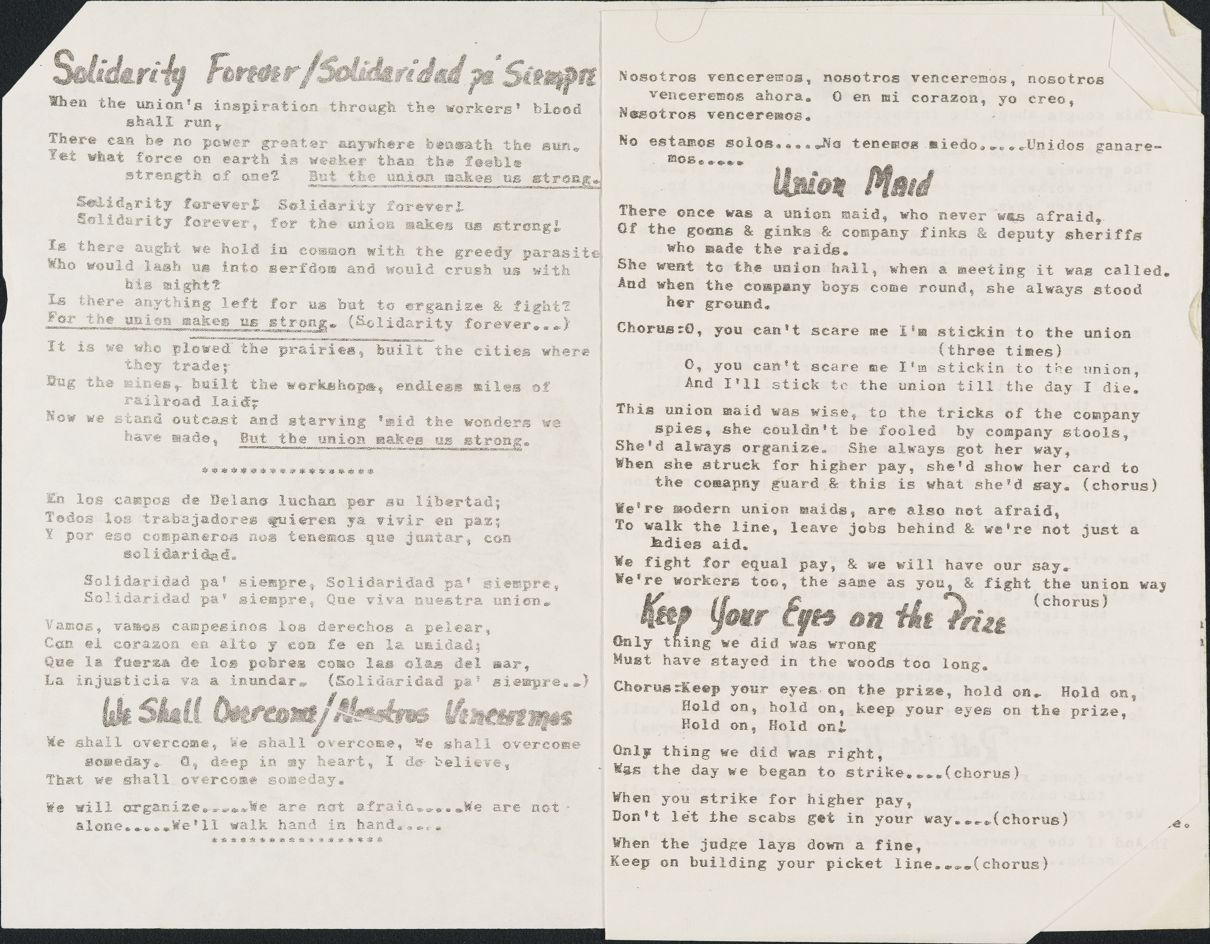 Solidarity Forever/Solidaridad pa' Siempre
When the union's inspiration through the workers' blood
shall run,
There can be no power greater anywhere beneath the sun.
Yet what force on earth is weaker than the feeble
strength of one? But the union makes us strong.
Solidarity forever! Solidarity forever!
Solidarity forever, for the union makes us strong!
Is there aught we hold in common with the greedy parasite
Who would lash us into serfdom and would crush us with
his might?
Is there anything left for us but to organize & fight?
For the union makes us strong. (Solidarity forever...)
It is we who plowed the prairies, built the cities where
they trade;
Dug the mines, built the workshops, endless miles of
railroad laid;
Now we stand outcast and starving 'mid the wonders we
have made, But the union makes us strong.
******************
En los campos de Delano luchan por su libertad;
Todos los trabajadores quieren ya vivir en paz;
Y por eso companeros nos tenemos que juntar, con
solidaridad.
Solidaridad pa' siempre, Solidaridad pa' siempre,
Solidaridad pa' siempre, Que viva nuestra union.
Vamos, vamos campesinos los derechos a pelear,
Con el corazon en alto y con fe en la unidad;
Que la fuerza de los pobres como las olas del mar,
La injusticia va a inundar. (Solidaridad pa' siempre..)
We Shall Overcome/Nosotros Venceremos
We shall overcome, We shall overcome, We shall overcome
someday. O, deep in my heart, I do believe,
That we shall overcome someday.
We will organize.....We are not afraid.....We are not
alone.....We'll walk hand in hand.....
******************
Nosotros venceremos, nosotros venceremos, nosotros
venceremos ahora. O en mi corazon, yo creo,
Nosotros venceremos.
No estamos solos.....No tenemos miedo.....Unidos ganare-
mos.....
Union Maid
There once was a union maid, who never was afraid,
Of the goons & ginks & company finks & deputy sheriffs
who made the raids.
She went to the union hall, when a meeting it was called.
And when the company boys come round, she always stood
her ground.
Chorus:O, you can't scare me I'm stickin to the union
(three times)
O, you can't scare me I'm stickin to the union,
And I'll stick to the union till the day I die.
This union maid was wise, to the tricks of the company
spies, she couldn't be fooled by company stools,
She'd always organize. She always got her way,
When she struck for higher pay, she'd show her card to
the comapny guard & this is what she'd say. (chorus)
We're modern union maids, are also not afraid,
To walk the line, leave jobs behind & we're not just a
ladies aid.
We fight for equal pay, & we will have our say.
We're workers too, the same as you, & fight the union way
(chorus)
Keep Your Eyes on the Prize
Only thing we did was wrong
Must have stayed in the woods too long.
Chorus:Keep your eyes on the prize, hold on. Hold on,
Hold on, hold on, keep your eyes on the prize,
Hold on, Hold on!
Only thing we did was right,
Was the day we began to strike....(chorus)
When you strike for higher pay,
Don't let the scabs get in your way....(chorus)
When the judge lays down a fine,
Keep on building your picket line....(chorus)